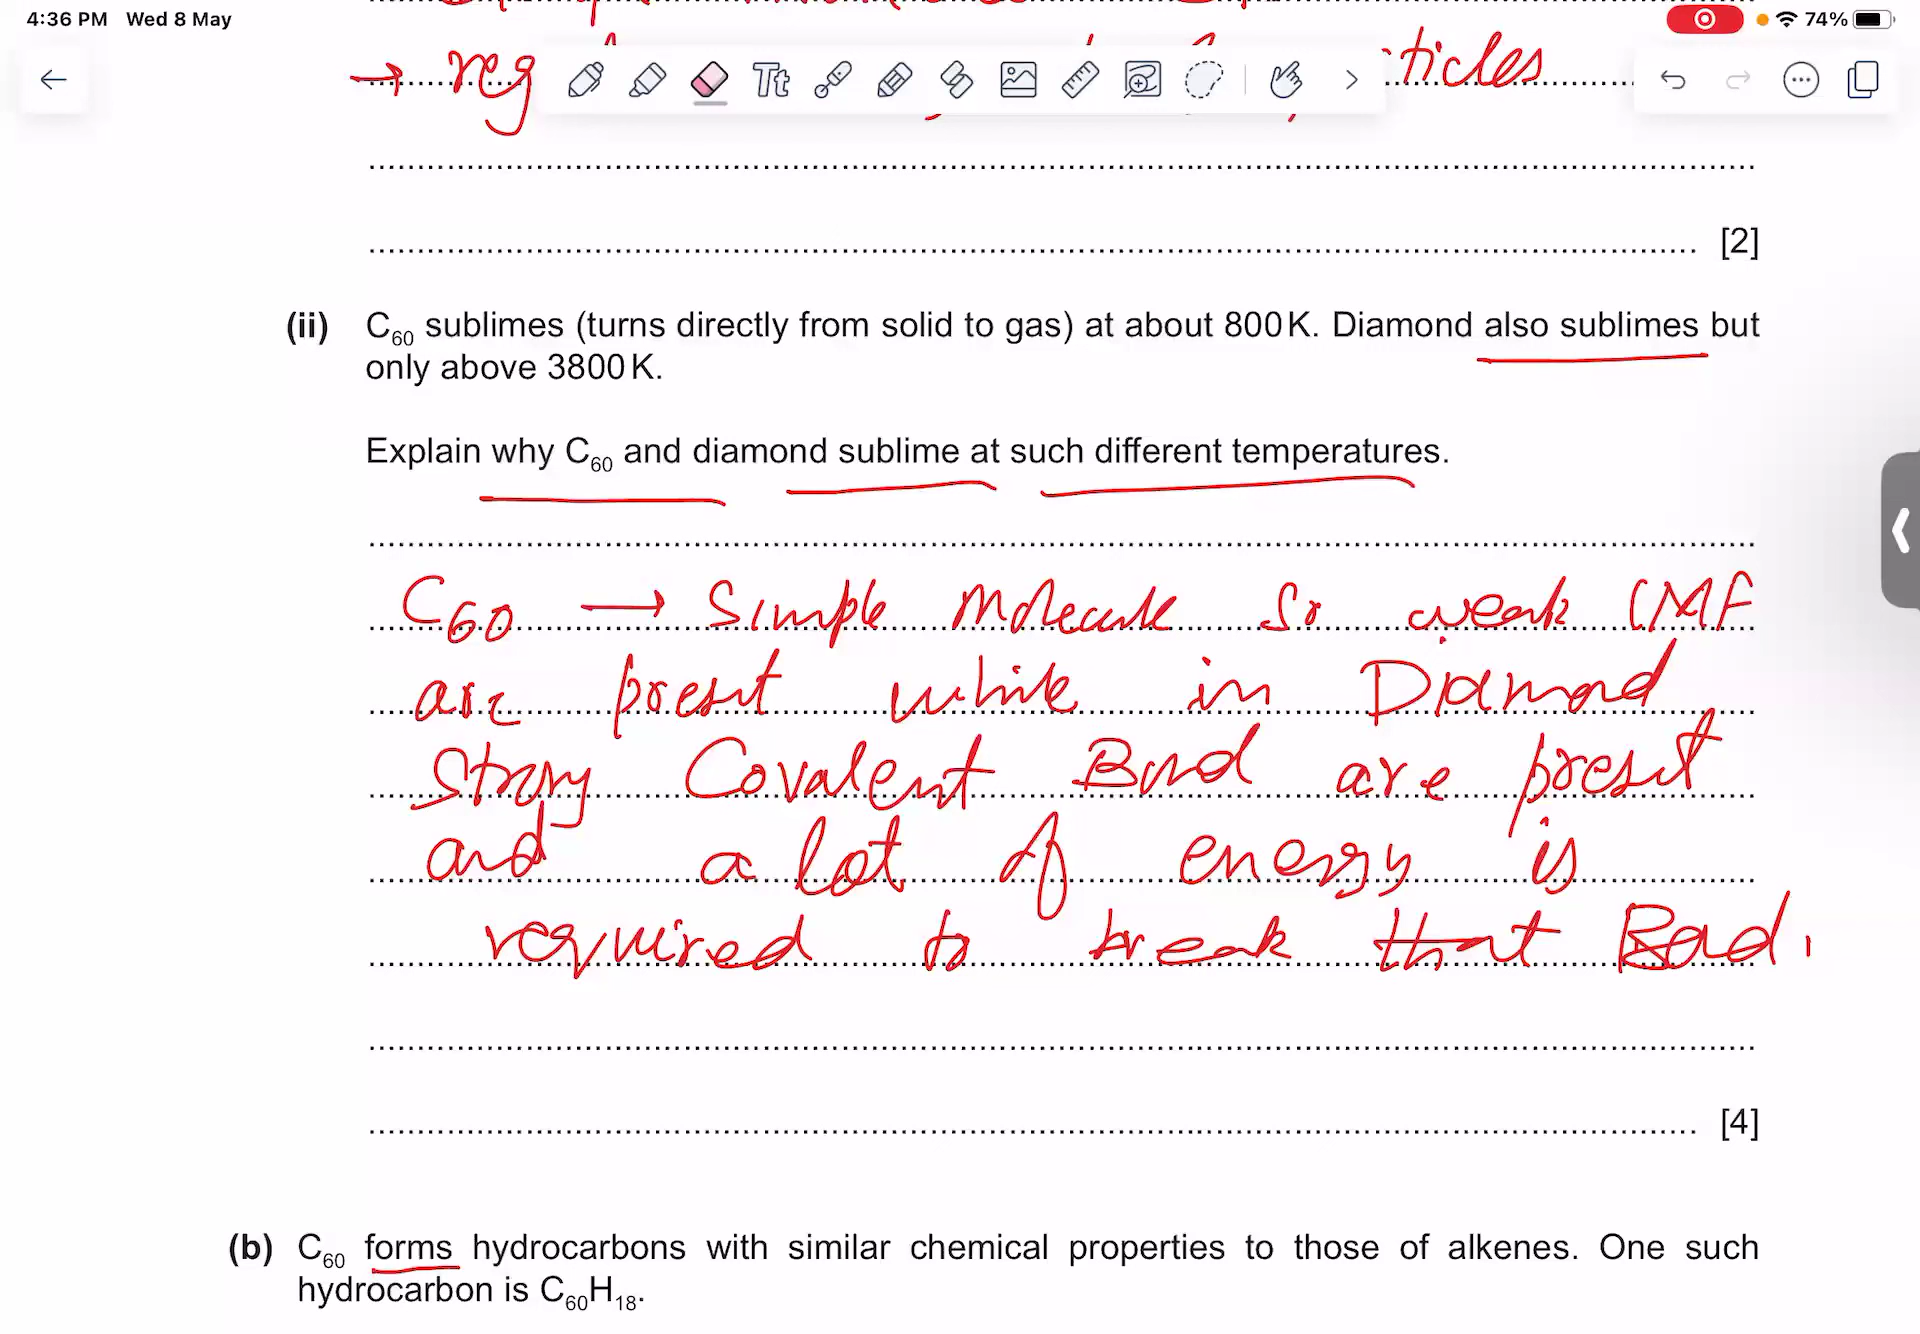 4:36 PM Wed 8 May
74%
→ reg ticles
Tt
[2]
(ii) C60 sublimes (turns directly from solid to gas) at about 800 K. Diamond also sublimes but
only above 3800 K.
Explain why C60 and diamond sublime at such different temperatures.
C60 → Simple Molecule So weak IMF
are present while in Diamond
Strong Covalent Bond are present
and a lot of energy is
required to break that Bond.
[4]
(b) C60 forms hydrocarbons with similar chemical properties to those of alkenes. One such
hydrocarbon is C60H18.